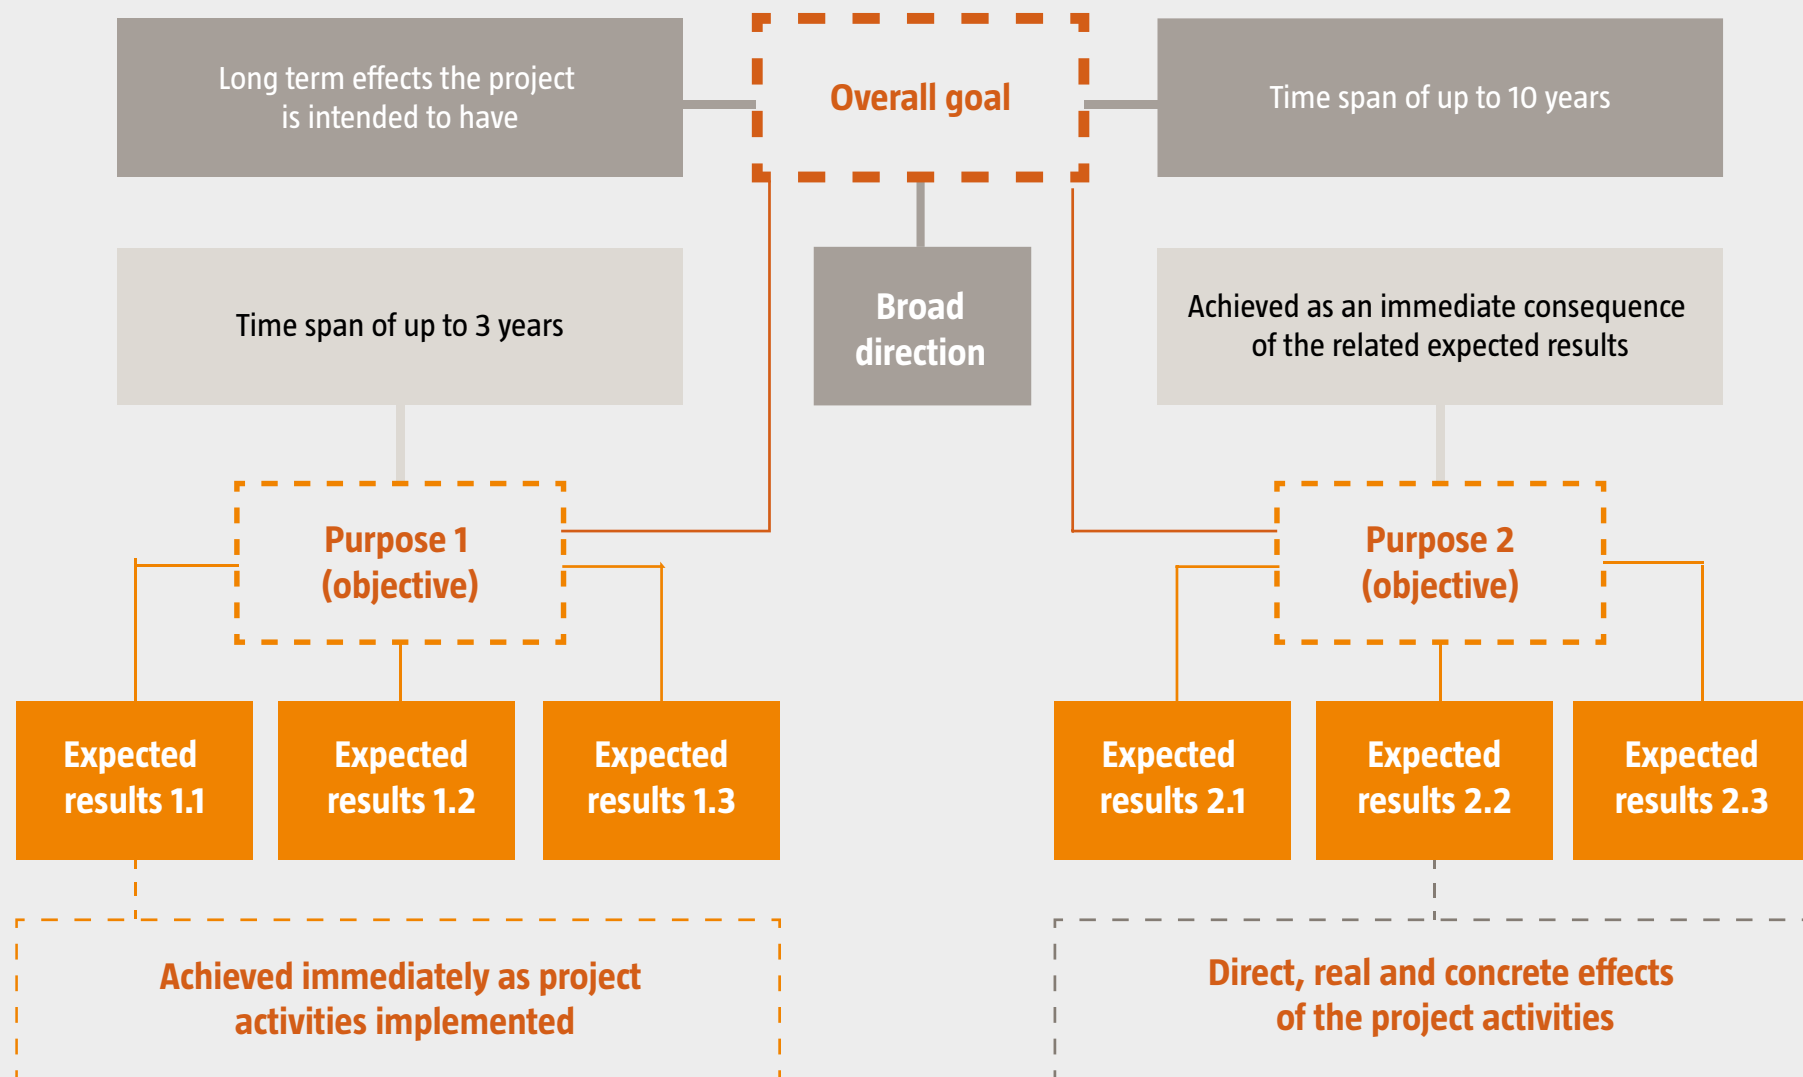 Long term effects the project
is intended to have
Overall goal
Time span of up to 10 years
Time span of up to 3 years
Broad
direction
Achieved as an immediate consequence
of the related expected results
Purpose 1
(objective)
Purpose 2
(objective)
Expected
results 1.1
Expected
results 1.2
Expected
results 1.3
Expected
results 2.1
Expected
results 2.2
Expected
results 2.3
Achieved immediately as project
activities implemented
Direct, real and concrete effects
of the project activities